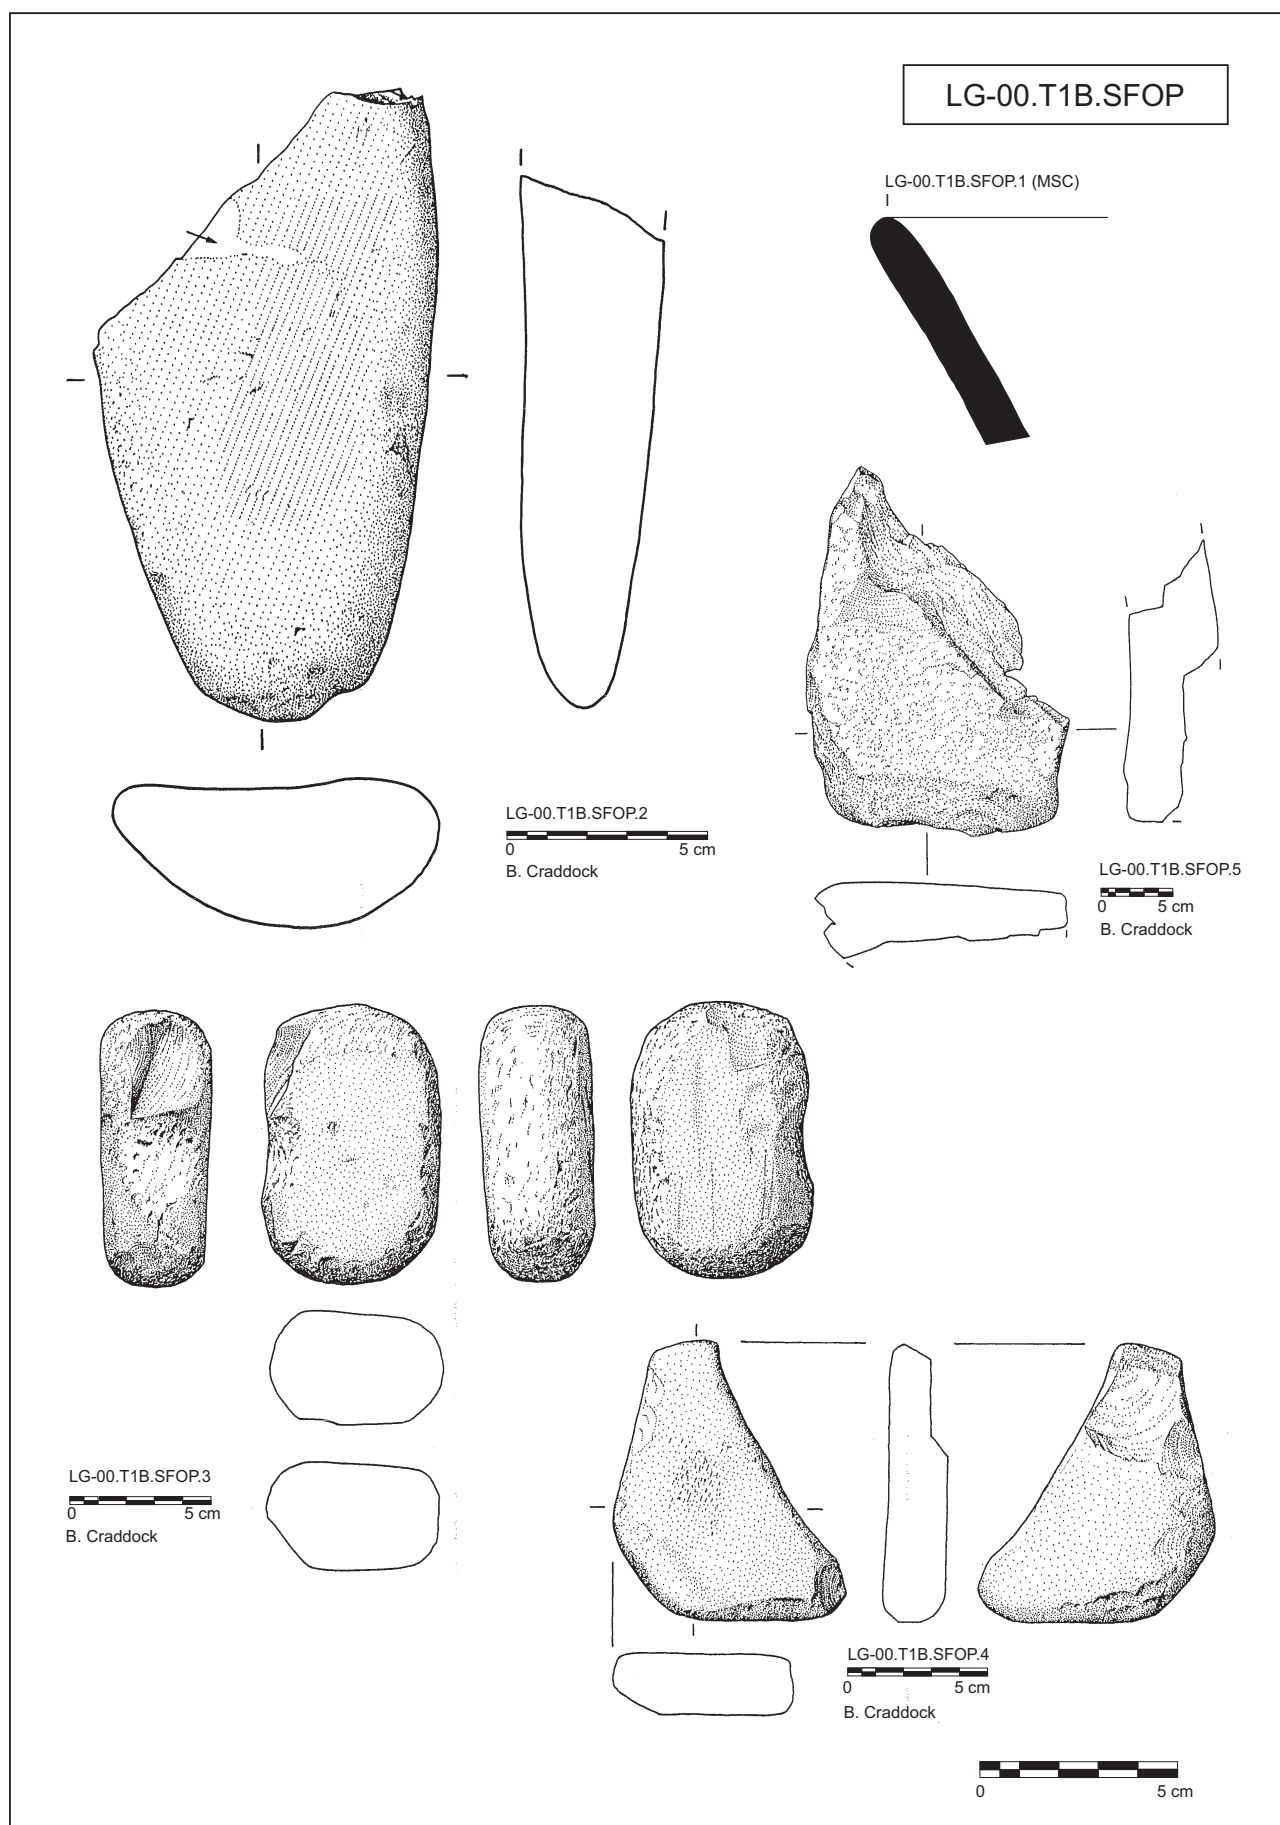 LG-00.T1B.SFOP
LG-00.T1B.SFOP.1 (MSC)
LG-00.T1B.SFOP.2
0 5 cm
B. Craddock
LG-00.T1B.SFOP.5
0 5 cm
B. Craddock
LG-00.T1B.SFOP.3
0 5 cm
B. Craddock
LG-00.T1B.SFOP.4
0 5 cm
B. Craddock
0 5 cm